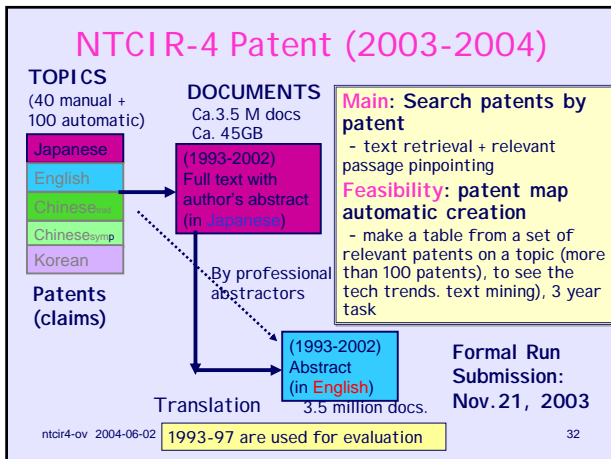 NTCIR-4 Patent (2003-2004)
TOPICS
(40 manual +
100 automatic)
Japanese
English
Chinesetrad
Chinesesymp
Korean
Patents
(claims)
DOCUMENTS
Ca.3.5 M docs
Ca. 45GB
(1993-2002)
Full text with
author's abstract
(in Japanese)
By professional
abstractors
(1993-2002)
Abstract
(in English)
Translation
3.5 million docs.
Main: Search patents by
patent
- text retrieval + relevant
passage pinpointing
Feasibility: patent map
automatic creation
- make a table from a set of
relevant patents on a topic (more
than 100 patents), to see the
tech trends. text mining), 3 year
task
Formal Run
Submission:
Nov.21, 2003
ntcir4-ov 2004-06-02
1993-97 are used for evaluation
32